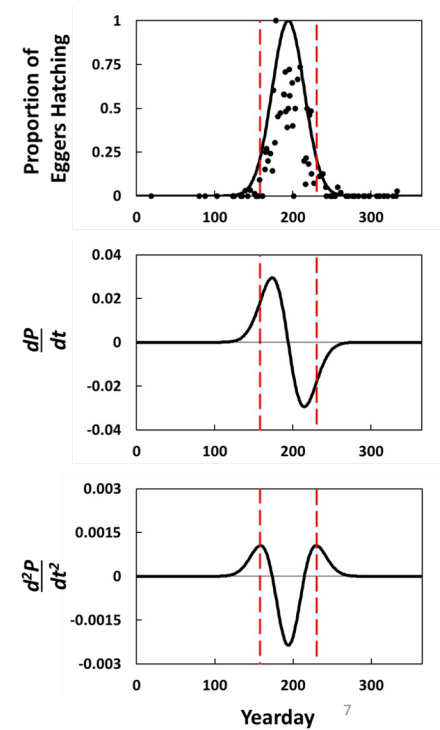 Proportion of
Eggers Hatching
1
0.75
0.5
0.25
0
0 100 200 300
dP
dt
0.04
0.02
0
-0.02
-0.04
0 100 200 300
d²P
dt²
0.003
0.0015
0
-0.0015
-0.003
0 100 200 300
Yearday
7